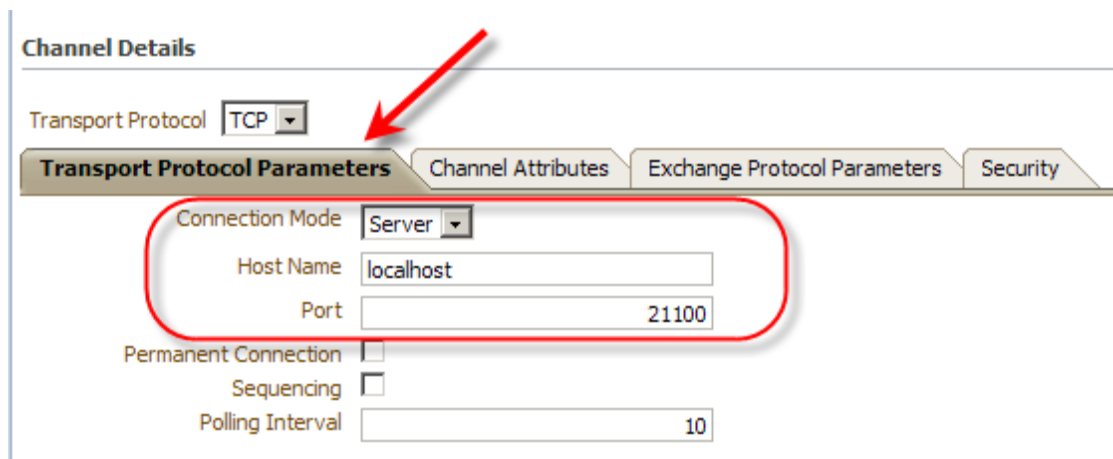 Channel Details
Transport Protocol TCP
Transport Protocol Parameters Channel Attributes Exchange Protocol Parameters Security
Connection Mode Server
Host Name localhost
Port 21100
Permanent Connection
Sequencing
Polling Interval 10